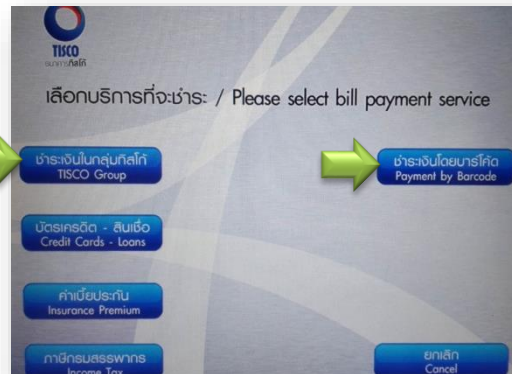 TISCO
ธนาคารทิสโก้
เลือกบริการที่จะชำระ / Please select bill payment service
ชำระเงินในกลุ่มทิสโก้
TISCO Group
ชำระเงินโดยบาร์โค้ด
Payment by Barcode
บัตรเครดิต - สินเชื่อ
Credit Cards - Loans
ค่าเบี้ยประกัน
Insurance Premium
ภาษีกรมสรรพากร
Income Tax
ยกเลิก
Cancel